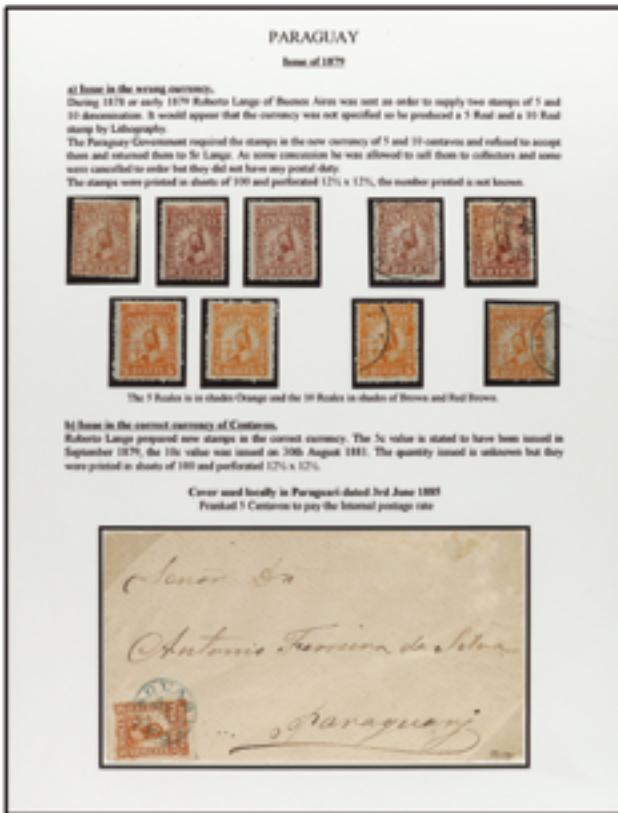 PARAGUAY
Issue of 1879
a) Issue in the wrong currency.
During 1878 or early 1879 Roberto Lange of Buenos Aires was sent an order to supply two stamps of 5 and
10 denomination. It would appear that the currency was not specified so he produced a 5 Real and a 10 Real
stamp by Lithography.
The Paraguay Government required the stamps in the new currency of 5 and 10 centavos and refused to accept
them and returned them to Sr Lange. As some concession he was allowed to sell them to collectors and some
were cancelled to order but they did not have any postal duty.
The stamps were printed in sheets of 100 and perforated 12½ x 12½, the number printed is not known.
The 5 Reales is in shades Orange and the 10 Reales in shades of Brown and Red Brown.
b) Issue in the correct currency of Centavos.
Roberto Lange prepared new stamps in the correct currency. The 5c value is stated to have been issued in
September 1879, the 10c value was issued on 30th August 1881. The quantity issued is unknown but they
were printed in sheets of 100 and perforated 12½ x 12½.
Cover used locally in Paraguari dated 3rd June 1885
Franked 5 Centavos to pay the Internal postage rate
Señor Dn
Antonio Ferreira da Silva
Paraguarí